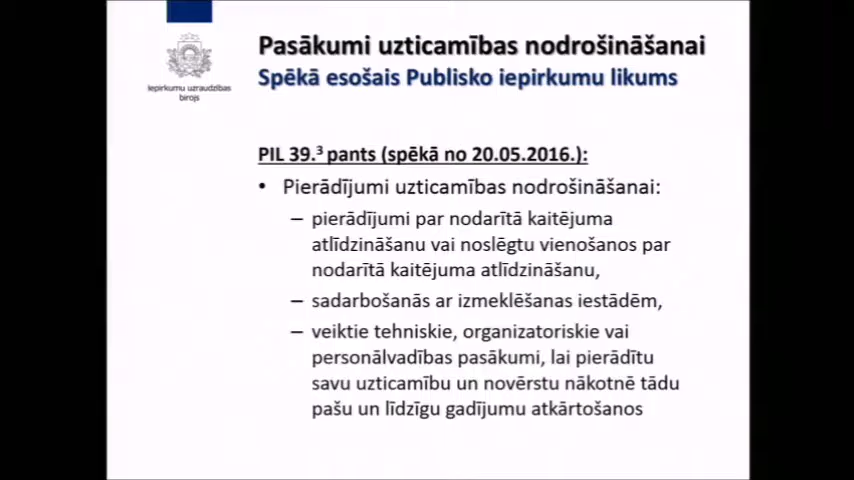 Pasākumi uzticamības nodrošināšanai
Spēkā esošais Publisko iepirkumu likums
Iepirkumu uzraudzības
birojs
PIL 39.³ pants (spēkā no 20.05.2016.):
• Pierādījumi uzticamības nodrošināšanai:
– pierādījumi par nodarītā kaitējuma
atlīdzināšanu vai noslēgtu vienošanos par
nodarītā kaitējuma atlīdzināšanu,
– sadarbošanās ar izmeklēšanas iestādēm,
– veiktie tehniskie, organizatoriskie vai
personālvadības pasākumi, lai pierādītu
savu uzticamību un novērstu nākotnē tādu
pašu un līdzīgu gadījumu atkārtošanos